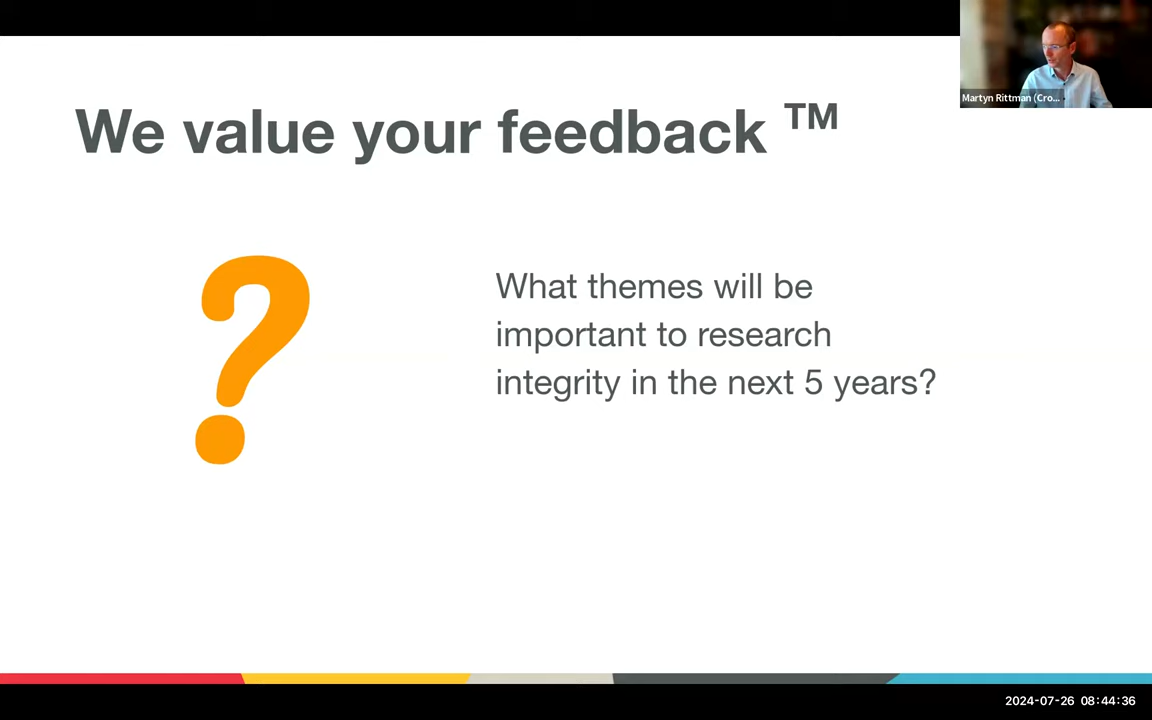 Martyn Rittman (Cro...
We value your feedback ™
?
What themes will be
important to research
integrity in the next 5 years?
2024-07-26 08:44:36